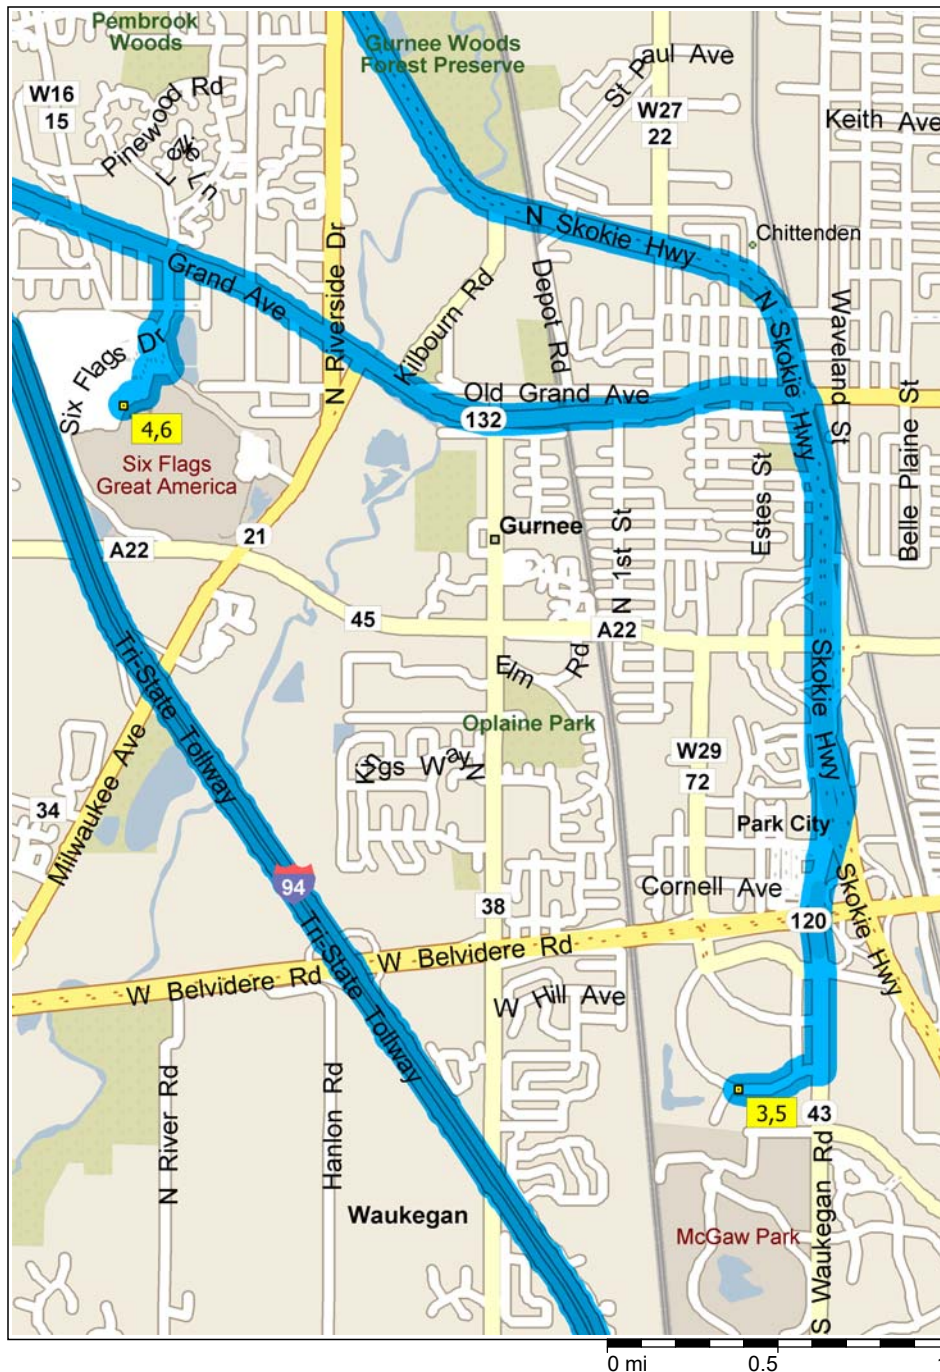 Pembrook
Woods
Gurnee Woods
Forest Preserve
St Paul Ave
W16
15
Pinewood Rd
W27
22
Keith Ave
N Skokie Hwy
Chittenden
N Riverside Dr
Grand Ave
Kilbourn Rd
Depot Rd
N Skokie Hwy
Waveland St
Six Flags Dr
Old Grand Ave
132
4,6
Six Flags
Great America
Belle Plaine St
Estes St
21
A22
Gurnee
N 1st St
45
A22
Elm Rd
Tri-State Tollway
Skokie Hwy
Oplaine Park
Kings Way N
W29
72
Milwaukee Ave
34
Park City
94
Cornell Ave
38
120
Skokie Hwy
W Belvidere Rd
W Belvidere Rd
Tri-State Tollway
W Hill Ave
N River Rd
Hanlon Rd
3,5
43
Waukegan
McGaw Park
S Waukegan Rd
0 mi
0.5